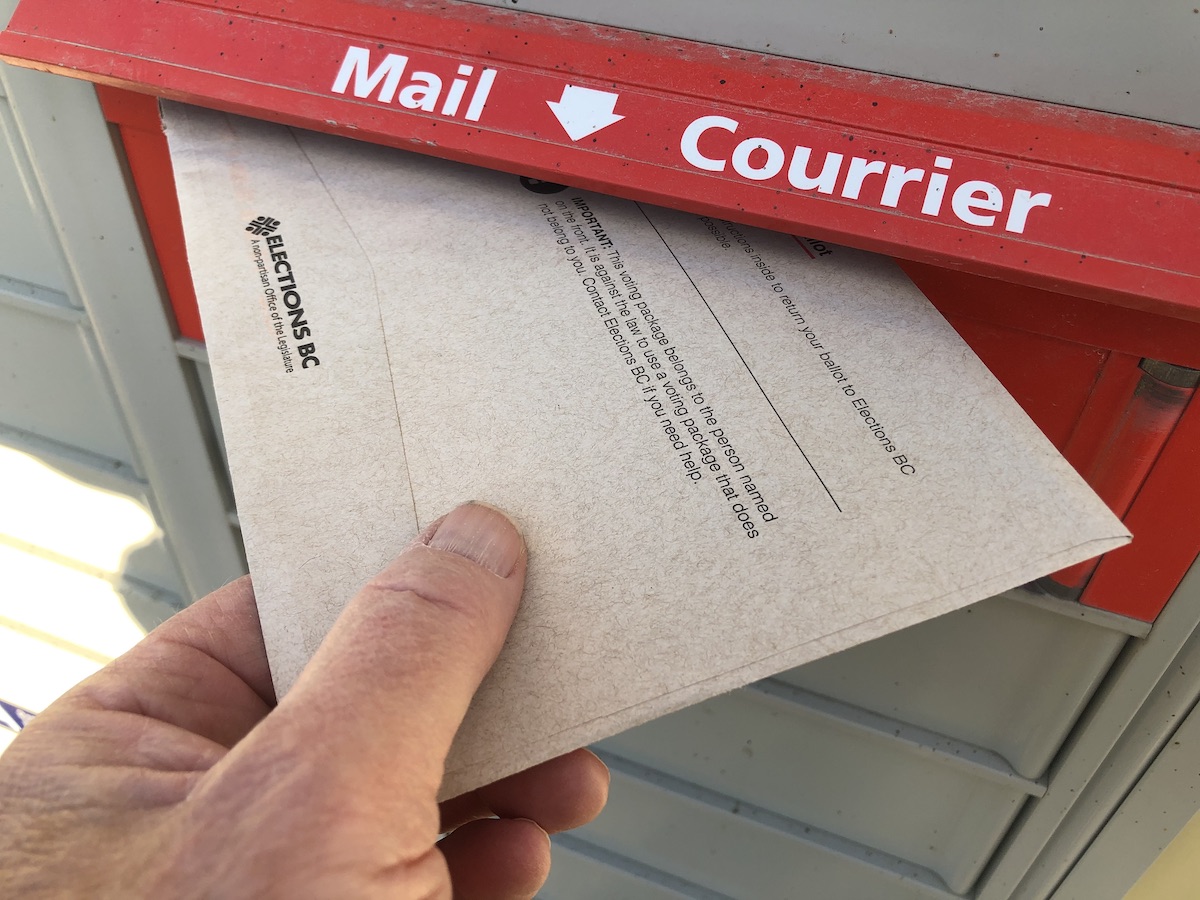 Mail Courrier
ELECTIONS BC
A non-partisan Office of the Legislature
IMPORTANT: This voting package belongs to the person named
on the front. It is against the law to use a voting package that does
not belong to you. Contact Elections BC if you need help.
inside to return your ballot to Elections BC
possible.